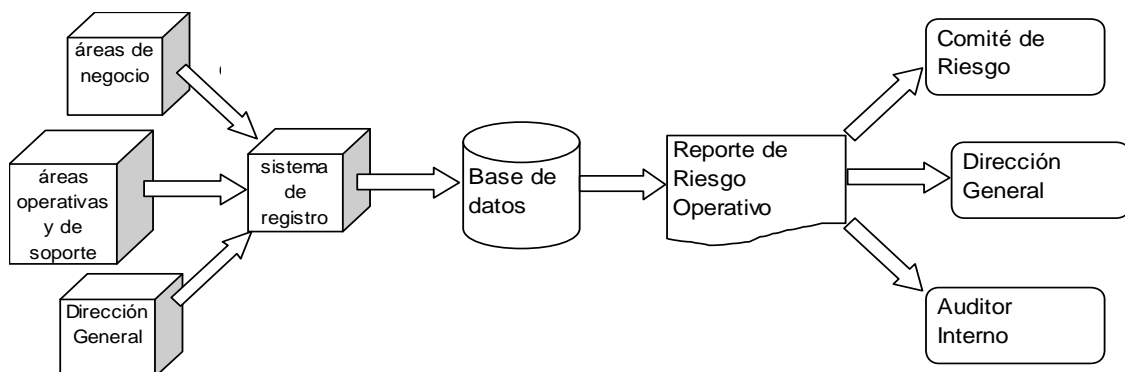 áreas de
negocio
áreas
operativas
y de
soporte
Dirección
General
sistema
de
registro
Base de
datos
Reporte de
Riesgo
Operativo
Comité de
Riesgo
Dirección
General
Auditor
Interno